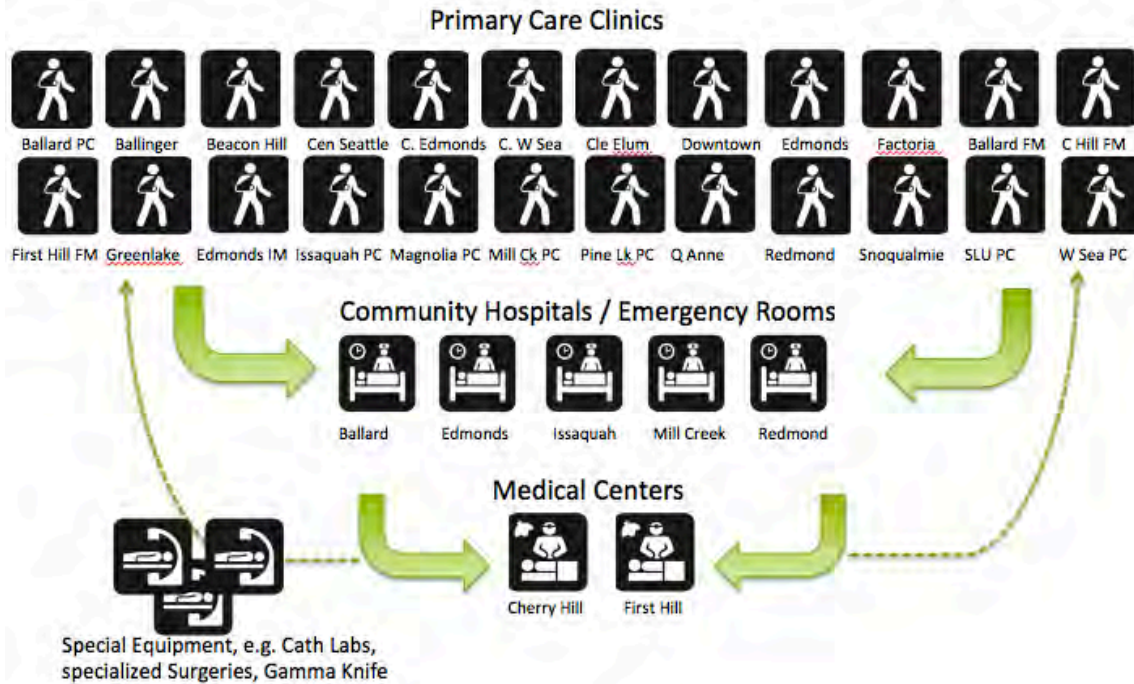 Primary Care Clinics
Ballard PC Ballinger Beacon Hill Cen Seattle C. Edmonds C. W Sea Cle Elum Downtown Edmonds Factoria Ballard FM C Hill FM
First Hill FM Greenlake Edmonds IM Issaquah PC Magnolia PC Mill Ck PC Pine Lk PC Q Anne Redmond Snoqualmie SLU PC W Sea PC
Community Hospitals / Emergency Rooms
Ballard Edmonds Issaquah Mill Creek Redmond
Medical Centers
Cherry Hill First Hill
Special Equipment, e.g. Cath Labs,
specialized Surgeries, Gamma Knife